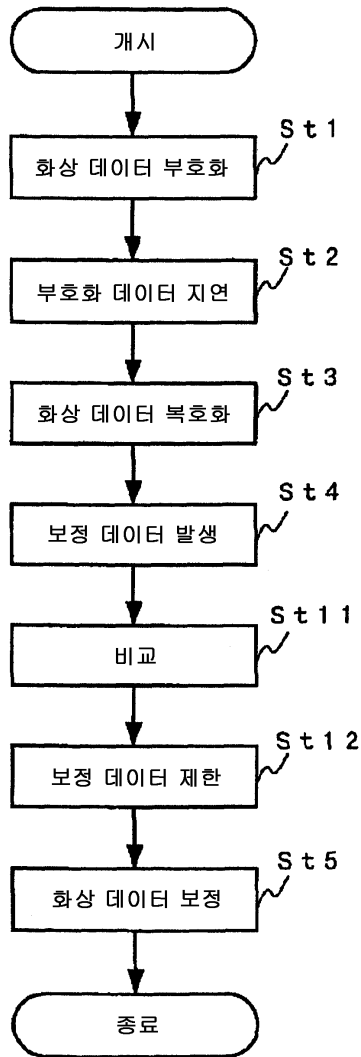 개시
St1
화상 데이터 부호화
St2
부호화 데이터 지연
St3
화상 데이터 복호화
St4
보정 데이터 발생
St11
비교
St12
보정 데이터 제한
St5
화상 데이터 보정
종료